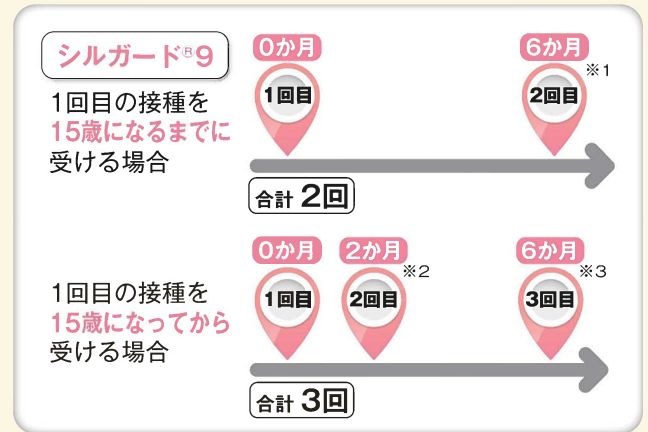 シルガード®9
1回目の接種を
15歳になるまでに
受ける場合
0か月
6か月
1回目
2回目
※1
合計 2回
1回目の接種を
15歳になってから
受ける場合
0か月
2か月
6か月
1回目
2回目
※2
3回目
※3
合計 3回